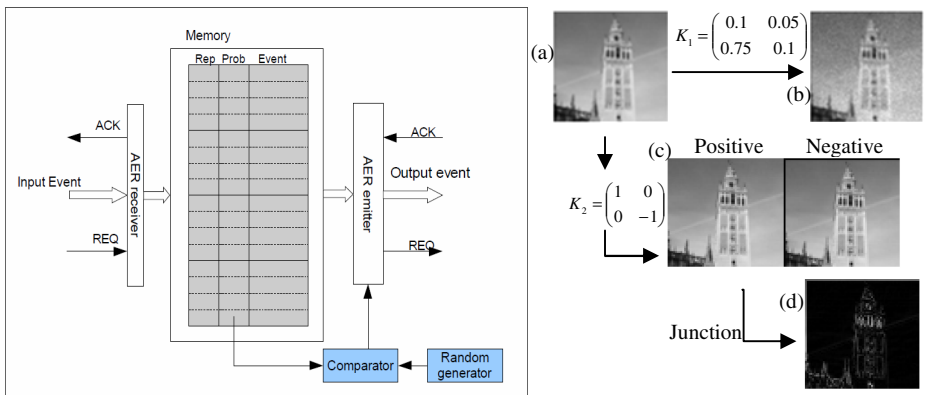 Memory
Rep Prob Event
ACK
AER receiver
Input Event
REQ
ACK
AER emitter
Output event
REQ
Comparator
Random generator
(a)
K₁ = (0.1 0.05
0.75 0.1)
(b)
(c)
Positive Negative
K₂ = (1 0
0 −1)
(d)
Junction